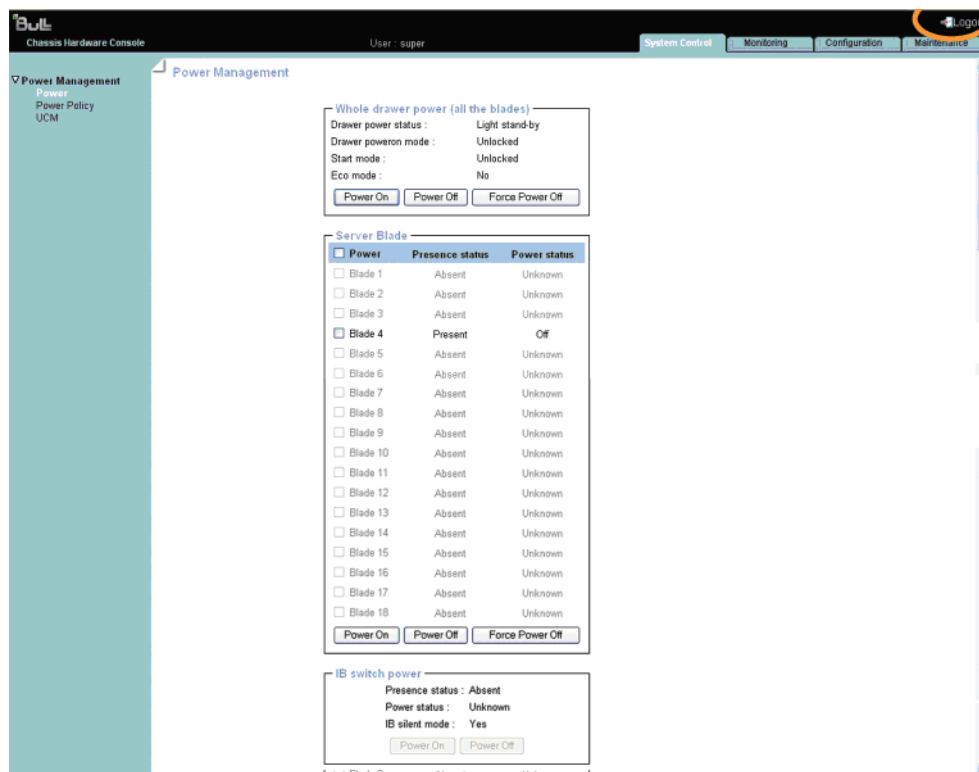 Bull
Logo
Chassis Hardware Console
User : super
System Control
Monitoring
Configuration
Maintenance
Power Management
Power
Power Policy
UCM
Power Management
Whole drawer power (all the blades)
Drawer power status : Light stand-by
Drawer poweron mode : Unlocked
Start mode : Unlocked
Eco mode : No
Power On Power Off Force Power Off
Server Blade
Power Presence status Power status
Blade 1 Absent Unknown
Blade 2 Absent Unknown
Blade 3 Absent Unknown
Blade 4 Present Off
Blade 5 Absent Unknown
Blade 6 Absent Unknown
Blade 7 Absent Unknown
Blade 8 Absent Unknown
Blade 9 Absent Unknown
Blade 10 Absent Unknown
Blade 11 Absent Unknown
Blade 12 Absent Unknown
Blade 13 Absent Unknown
Blade 14 Absent Unknown
Blade 15 Absent Unknown
Blade 16 Absent Unknown
Blade 17 Absent Unknown
Blade 18 Absent Unknown
Power On Power Off Force Power Off
IB switch power
Presence status : Absent
Power status : Unknown
IB silent mode : Yes
Power On Power Off